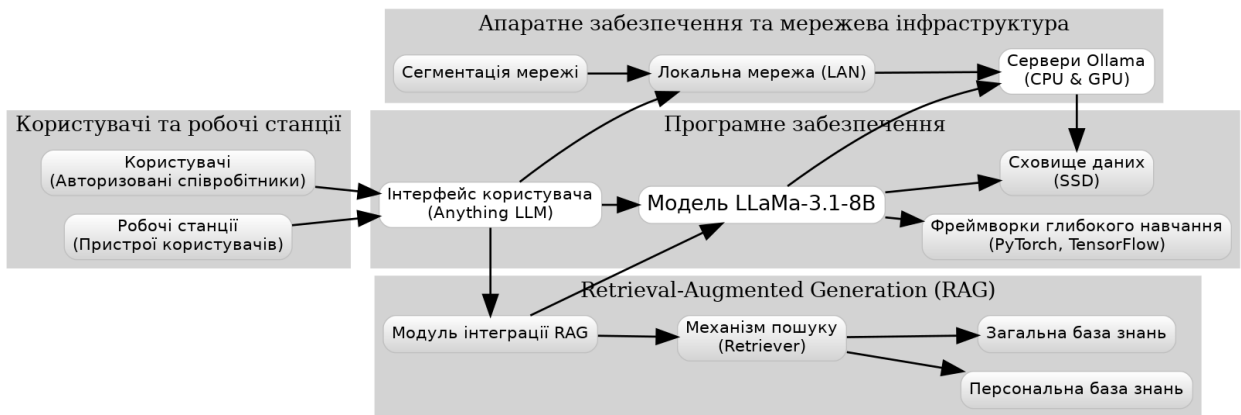 Апаратне забезпечення та мережева інфраструктура
Сегментація мережі
Локальна мережа (LAN)
Сервери Ollama
(CPU & GPU)
Користувачі та робочі станції
Користувачі
(Авторизовані співробітники)
Робочі станції
(Пристрої користувачів)
Програмне забезпечення
Інтерфейс користувача
(Anything LLM)
Модель LLaMa-3.1-8B
Сховище даних
(SSD)
Фреймворки глибокого навчання
(PyTorch, TensorFlow)
Retrieval-Augmented Generation (RAG)
Модуль інтеграції RAG
Механізм пошуку
(Retriever)
Загальна база знань
Персональна база знань